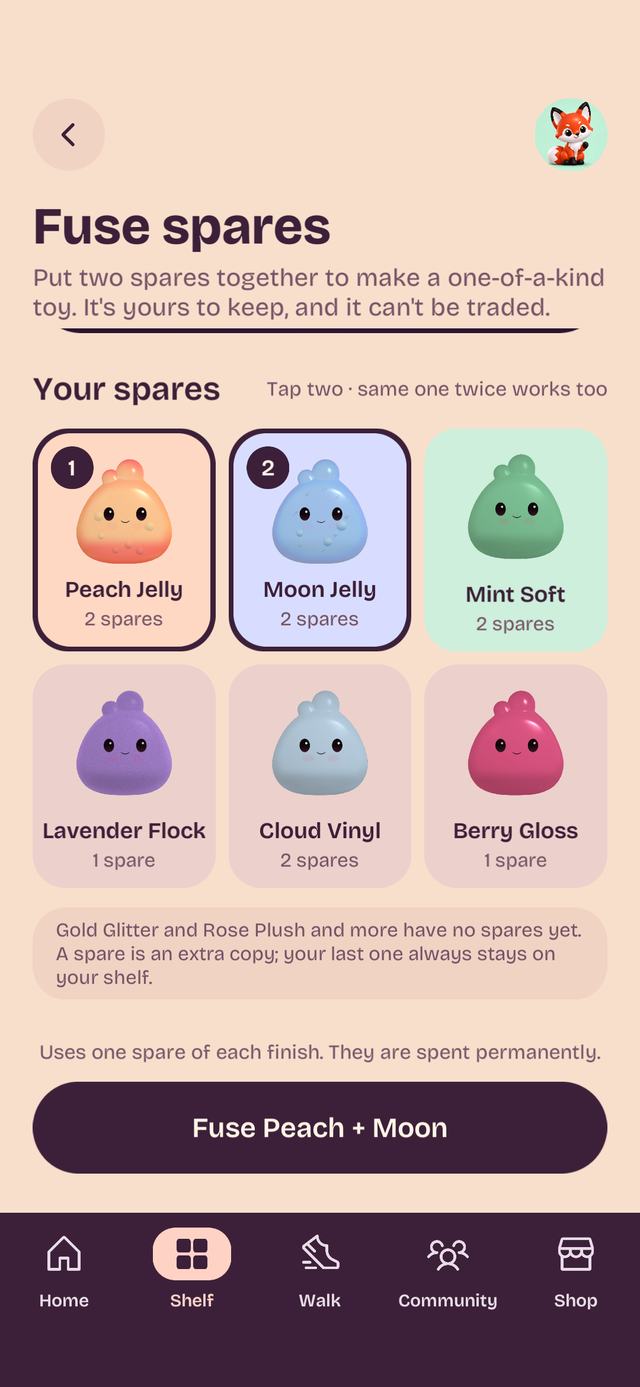 Fuse spares
Put two spares together to make a one-of-a-kind
toy. It's yours to keep, and it can't be traded.
Your spares
Tap two · same one twice works too
1
2
Peach Jelly
2 spares
Moon Jelly
2 spares
Mint Soft
2 spares
Lavender Flock
1 spare
Cloud Vinyl
2 spares
Berry Gloss
1 spare
Gold Glitter and Rose Plush and more have no spares yet.
A spare is an extra copy; your last one always stays on
your shelf.
Uses one spare of each finish. They are spent permanently.
Fuse Peach + Moon
Home
Shelf
Walk
Community
Shop